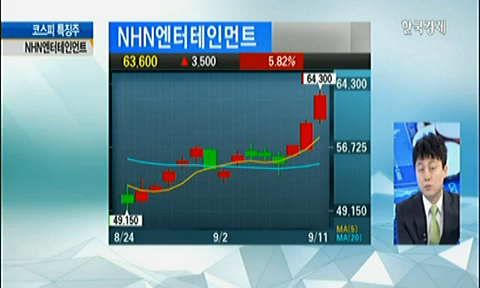 코스피 특징주
NHN엔터테인먼트
한국경제
NHN엔터테인먼트
63,600 ▲ 3,500 5.82%
64,300
64,300
56,725
49,150
49,150
MA(5)
MA(20)
8/24 9/2 9/11